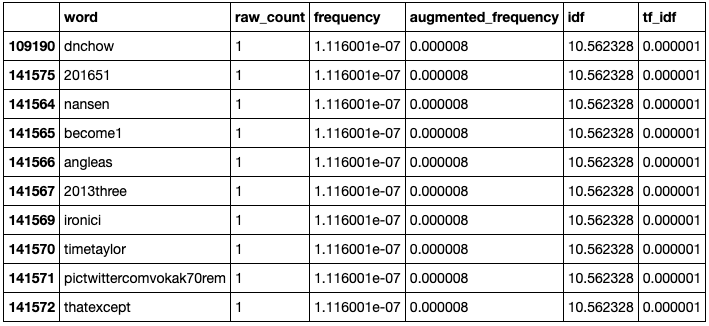 word raw_count frequency augmented_frequency idf tf_idf
109190 dnchow 1 1.116001e-07 0.000008 10.562328 0.000001
141575 201651 1 1.116001e-07 0.000008 10.562328 0.000001
141564 nansen 1 1.116001e-07 0.000008 10.562328 0.000001
141565 become1 1 1.116001e-07 0.000008 10.562328 0.000001
141566 angleas 1 1.116001e-07 0.000008 10.562328 0.000001
141567 2013three 1 1.116001e-07 0.000008 10.562328 0.000001
141569 ironici 1 1.116001e-07 0.000008 10.562328 0.000001
141570 timetaylor 1 1.116001e-07 0.000008 10.562328 0.000001
141571 pictwittercomvokak70rem 1 1.116001e-07 0.000008 10.562328 0.000001
141572 thatexcept 1 1.116001e-07 0.000008 10.562328 0.000001